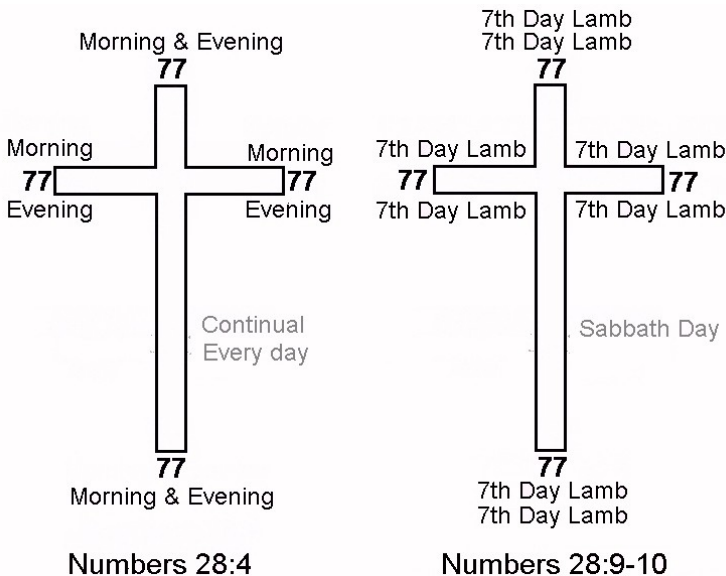 Morning & Evening
77
Morning
Morning
77
77
Evening
Evening
Continual
Every day
77
Morning & Evening
Numbers 28:4
7th Day Lamb
7th Day Lamb
77
7th Day Lamb
7th Day Lamb
77
77
7th Day Lamb
7th Day Lamb
Sabbath Day
77
7th Day Lamb
7th Day Lamb
Numbers 28:9-10